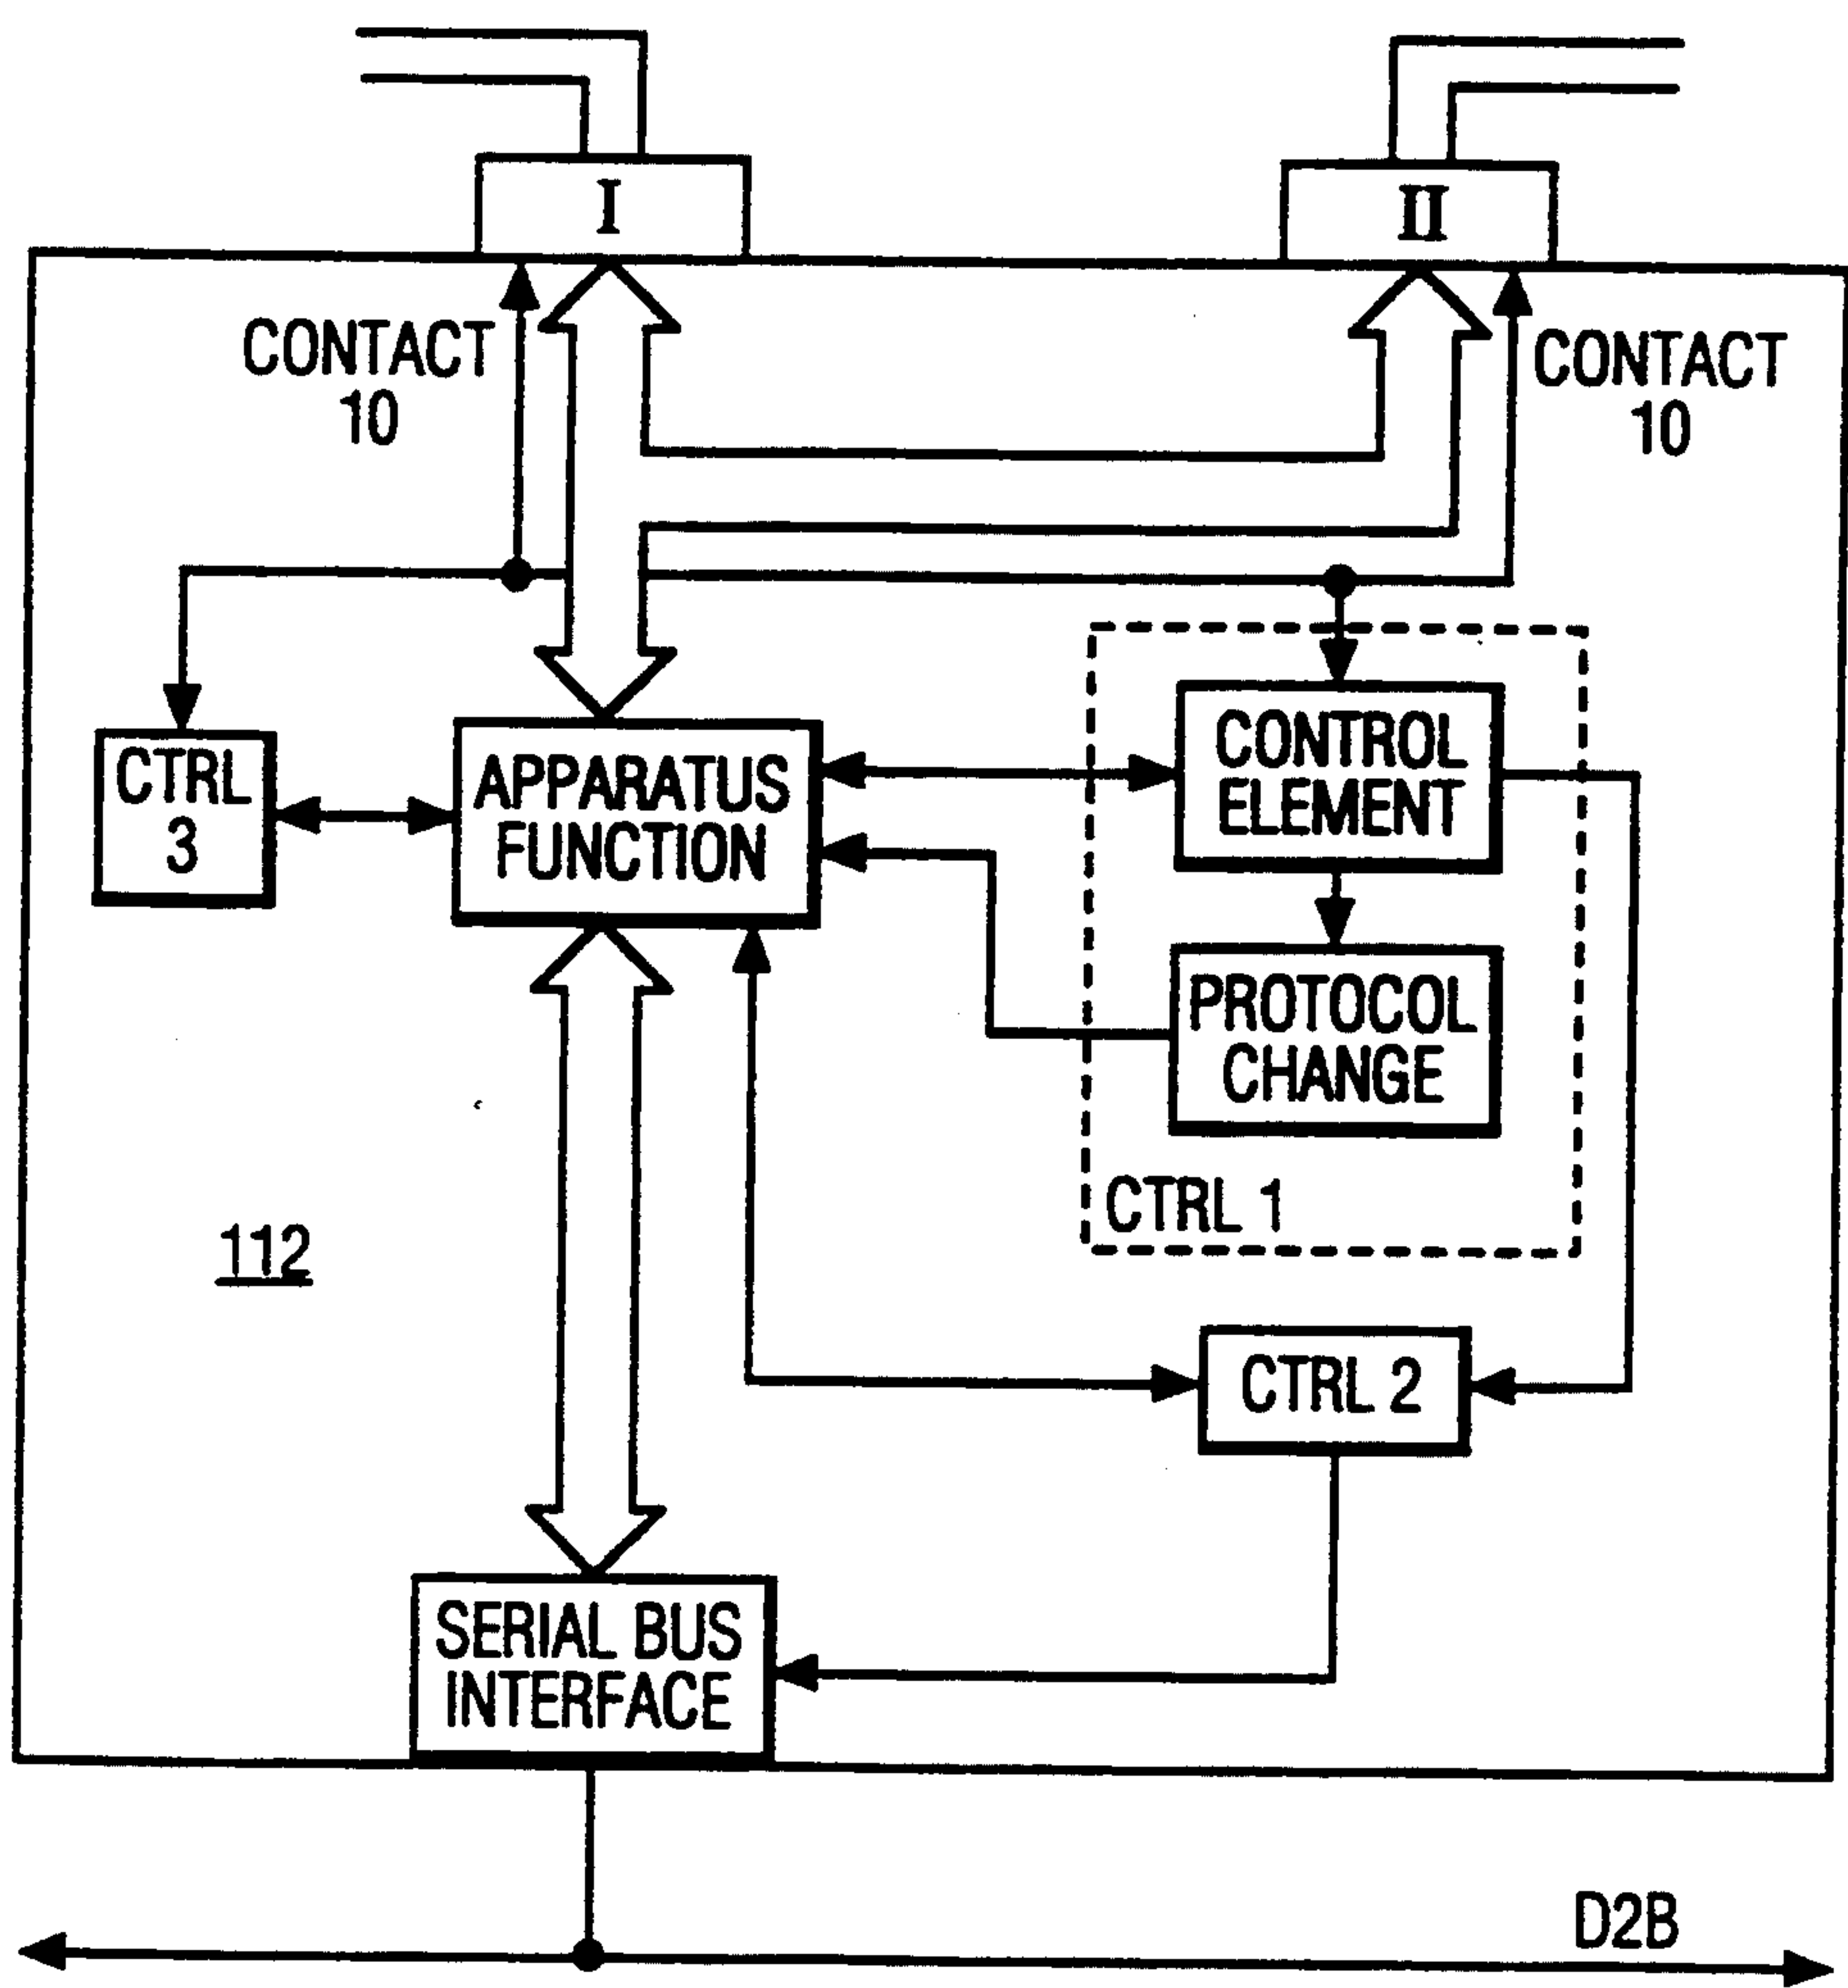 I
II
CONTACT
10
CONTACT
10
CTRL
3
APPARATUS
FUNCTION
CONTROL
ELEMENT
PROTOCOL
CHANGE
CTRL 1
112
CTRL 2
SERIAL BUS
INTERFACE
D2B